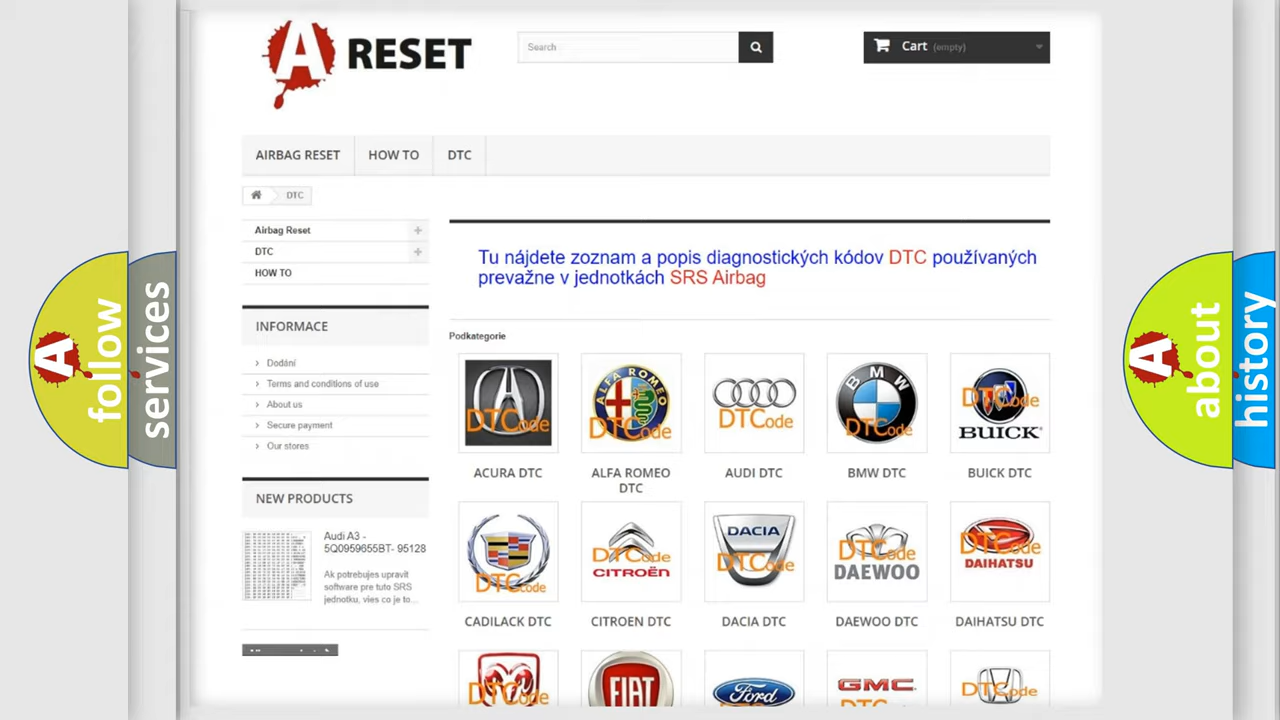 A RESET
Search
Cart (empty)
AIRBAG RESET
HOW TO
DTC
DTC
Airbag Reset
DTC
HOW TO
INFORMACE
Dodání
Terms and conditions of use
About us
Secure payment
Our stores
NEW PRODUCTS
Audi A3 -
5Q0959655BT- 95128
Ak potrebujes upravit
software pre tuto SRS
jednotku, vies co je to...
Tu nájdete zoznam a popis diagnostických kódov DTC používaných
prevažne v jednotkách SRS Airbag
Podkategorie
DTCode
ACURA DTC
ALFA ROMEO
DTCode
ALFA ROMEO
DTC
DTCode
AUDI DTC
BMW
DTCode
BMW DTC
DTCode
BUICK
BUICK DTC
DTCode
CADILACK DTC
DTCode
CITROËN
CITROEN DTC
DACIA
DTCode
DACIA DTC
DTCode
DAEWOO
DAEWOO DTC
DTCode
DAIHATSU
DAIHATSU DTC
DTCode
FIAT
Ford
GMC
DTCode
A follow
services
A about
history